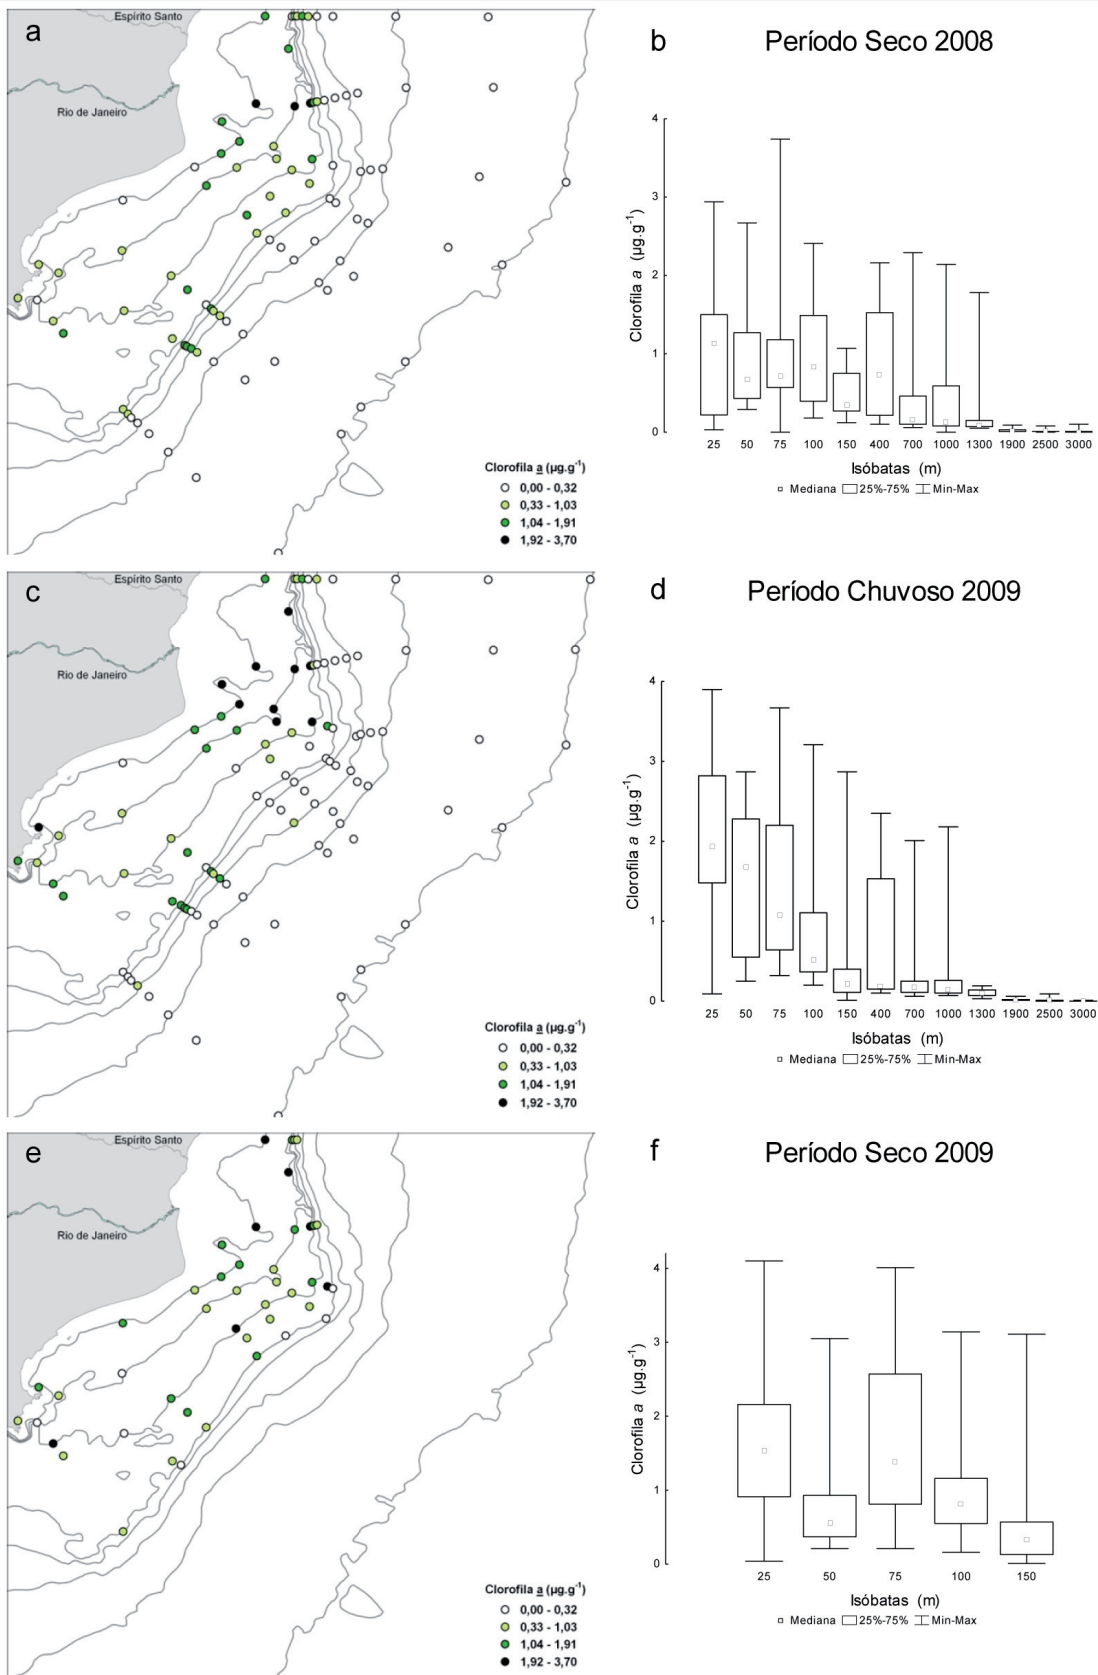 a
Espírito Santo
Rio de Janeiro
Clorofila a (µg.g-1)
0,00 - 0,32
0,33 - 1,03
1,04 - 1,91
1,92 - 3,70
b
Período Seco 2008
Clorofila a (µg.g-1)
4
3
2
1
0
25 50 75 100 150 400 700 1000 1300 1900 2500 3000
Isóbatas (m)
Mediana 25%-75% Min-Max
c
Espírito Santo
Rio de Janeiro
Clorofila a (µg.g-1)
0,00 - 0,32
0,33 - 1,03
1,04 - 1,91
1,92 - 3,70
d
Período Chuvoso 2009
Clorofila a (µg.g-1)
4
3
2
1
0
25 50 75 100 150 400 700 1000 1300 1900 2500 3000
Isóbatas (m)
Mediana 25%-75% Min-Max
e
Espírito Santo
Rio de Janeiro
Clorofila a (µg.g-1)
0,00 - 0,32
0,33 - 1,03
1,04 - 1,91
1,92 - 3,70
f
Período Seco 2009
Clorofila a (µg.g-1)
4
3
2
1
0
25 50 75 100 150
Isóbatas (m)
Mediana 25%-75% Min-Max